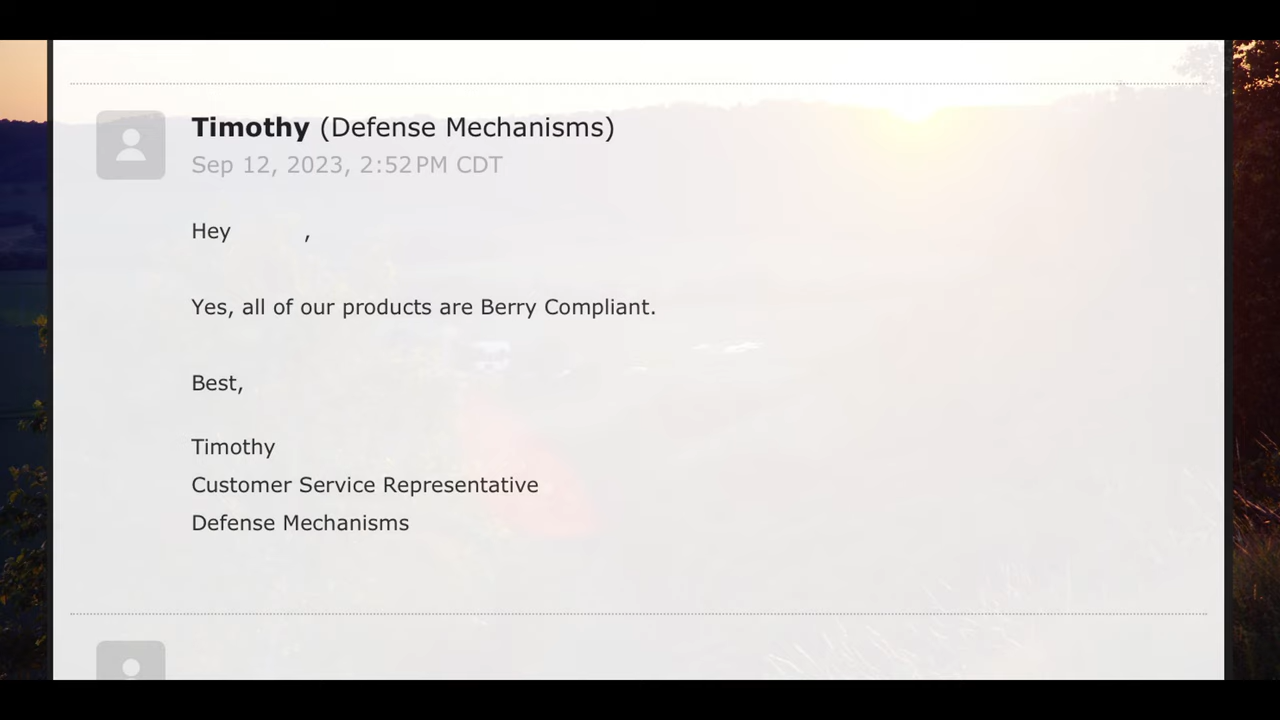 Timothy (Defense Mechanisms)
Sep 12, 2023, 2:52 PM CDT
Hey ,
Yes, all of our products are Berry Compliant.
Best,
Timothy
Customer Service Representative
Defense Mechanisms